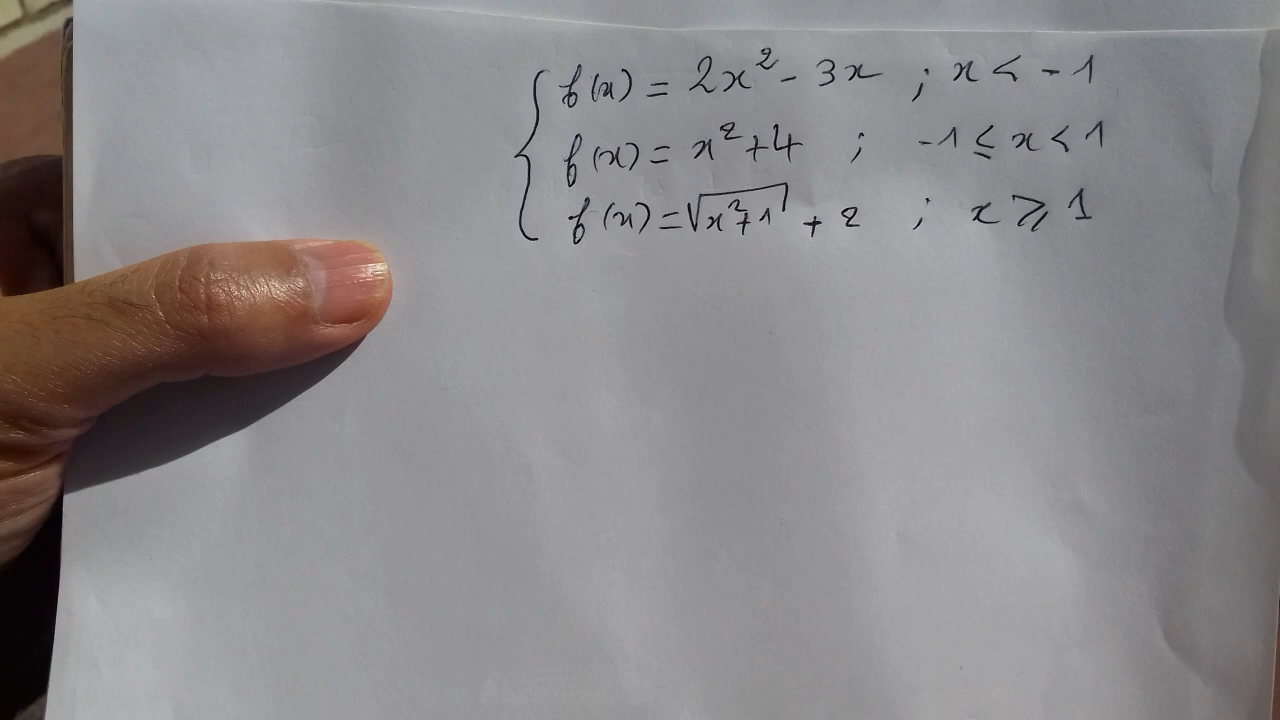 f(x) = 2x² - 3x ; x < -1
f(x) = x² + 4 ; -1 ≤ x < 1
f(x) = √(x²+1) + 2 ; x ⩾ 1